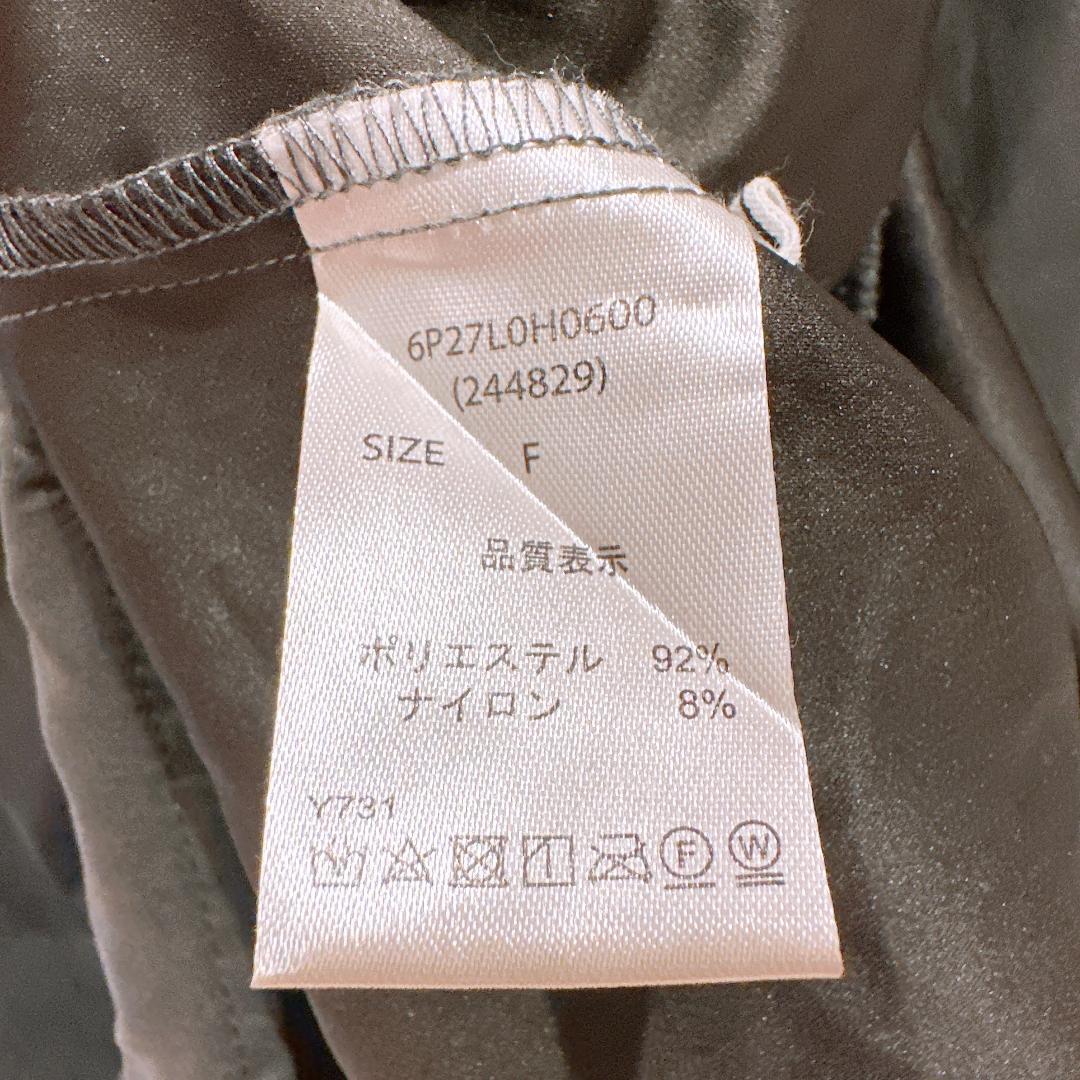 6P27L0H0600
(244829)
SIZE F
品質表示
ポリエステル 92%
ナイロン 8%
Y731
F W